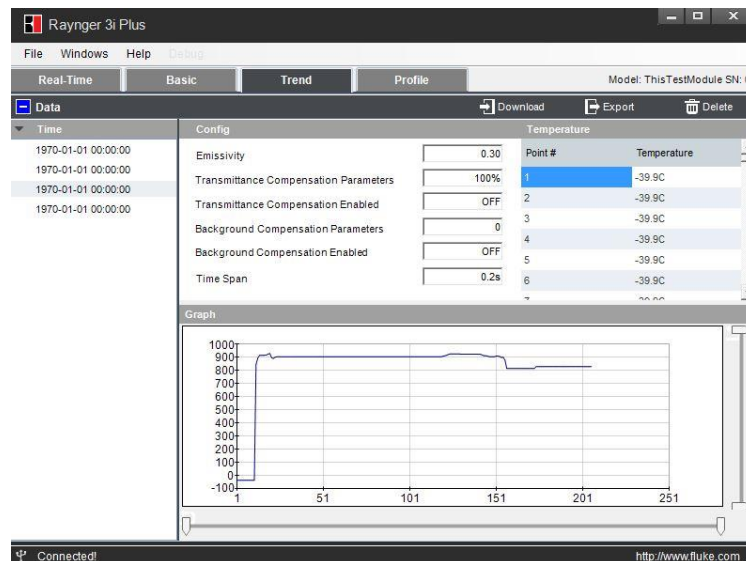 Raynger 3i Plus
File Windows Help Debug
Real-Time Basic Trend Profile Model: ThisTestModule SN:
Data Download Export Delete
Time Config Temperature
1970-01-01 00:00:00
1970-01-01 00:00:00
1970-01-01 00:00:00
1970-01-01 00:00:00
Emissivity 0.30
Transmittance Compensation Parameters 100%
Transmittance Compensation Enabled OFF
Background Compensation Parameters 0
Background Compensation Enabled OFF
Time Span 0.2s
Point # Temperature
1 -39.9C
2 -39.9C
3 -39.9C
4 -39.9C
5 -39.9C
6 -39.9C
Graph
1000
900
800
700
600
500
400
300
200
100
0
-100
1 51 101 151 201 251
Connected! http://www.fluke.com